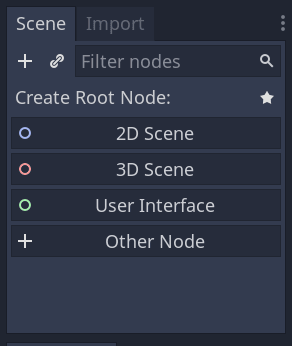 Scene Import
Filter nodes
Create Root Node:
2D Scene
3D Scene
User Interface
Other Node